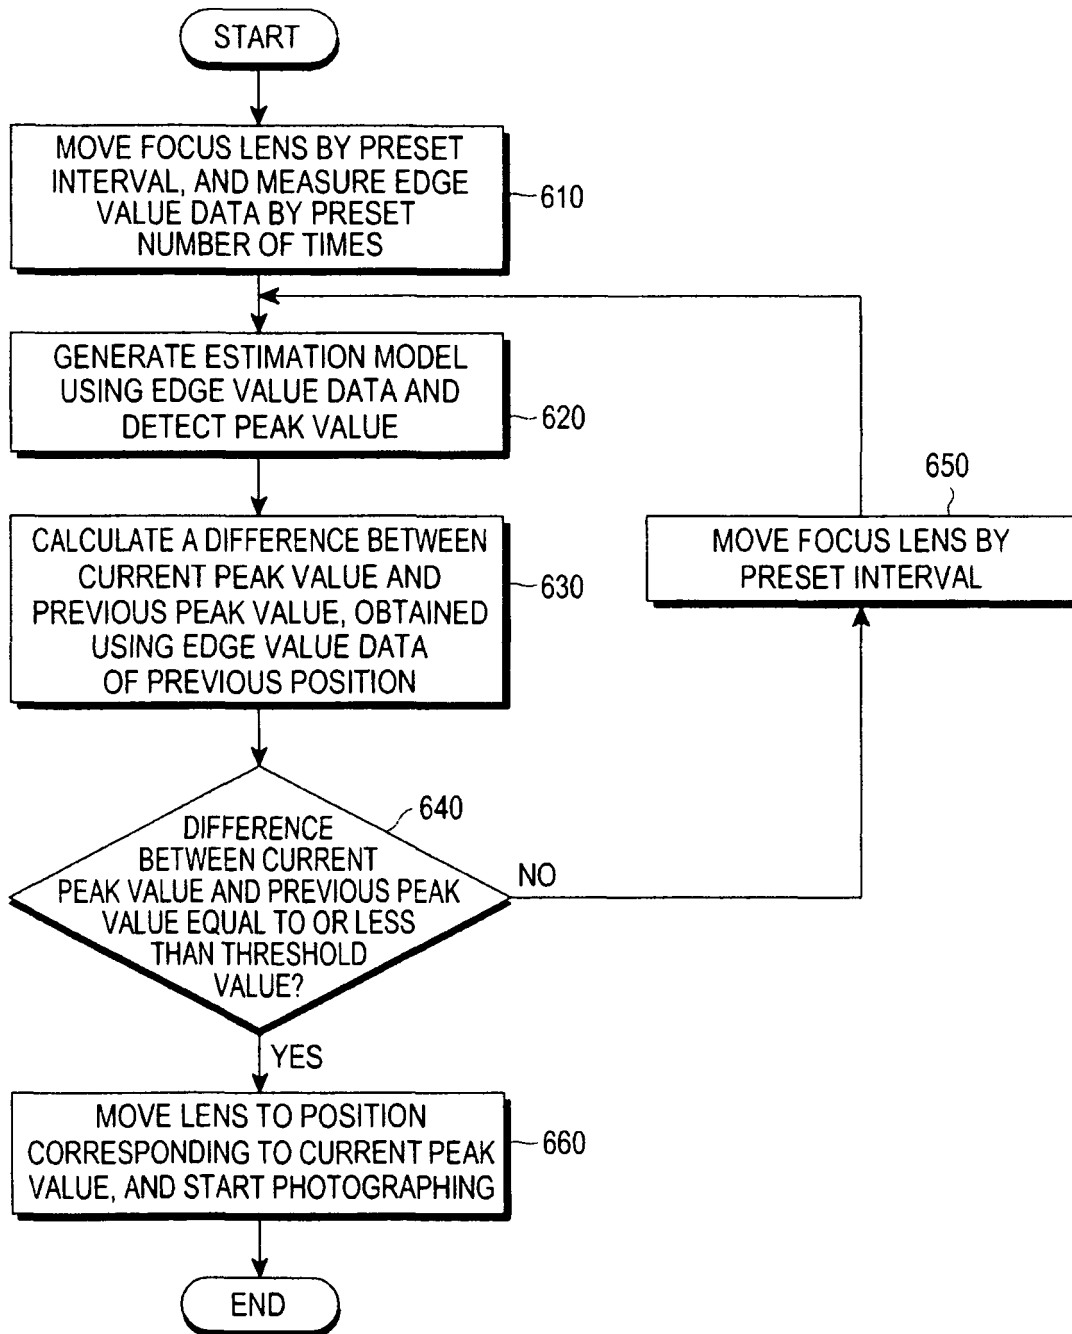 START
MOVE FOCUS LENS BY PRESET
INTERVAL, AND MEASURE EDGE
VALUE DATA BY PRESET
NUMBER OF TIMES
610
GENERATE ESTIMATION MODEL
USING EDGE VALUE DATA AND
DETECT PEAK VALUE
620
CALCULATE A DIFFERENCE BETWEEN
CURRENT PEAK VALUE AND
PREVIOUS PEAK VALUE, OBTAINED
USING EDGE VALUE DATA
OF PREVIOUS POSITION
630
650
MOVE FOCUS LENS BY
PRESET INTERVAL
640
DIFFERENCE
BETWEEN CURRENT
PEAK VALUE AND PREVIOUS PEAK
VALUE EQUAL TO OR LESS
THAN THRESHOLD
VALUE?
NO
YES
MOVE LENS TO POSITION
CORRESPONDING TO CURRENT PEAK
VALUE, AND START PHOTOGRAPHING
660
END